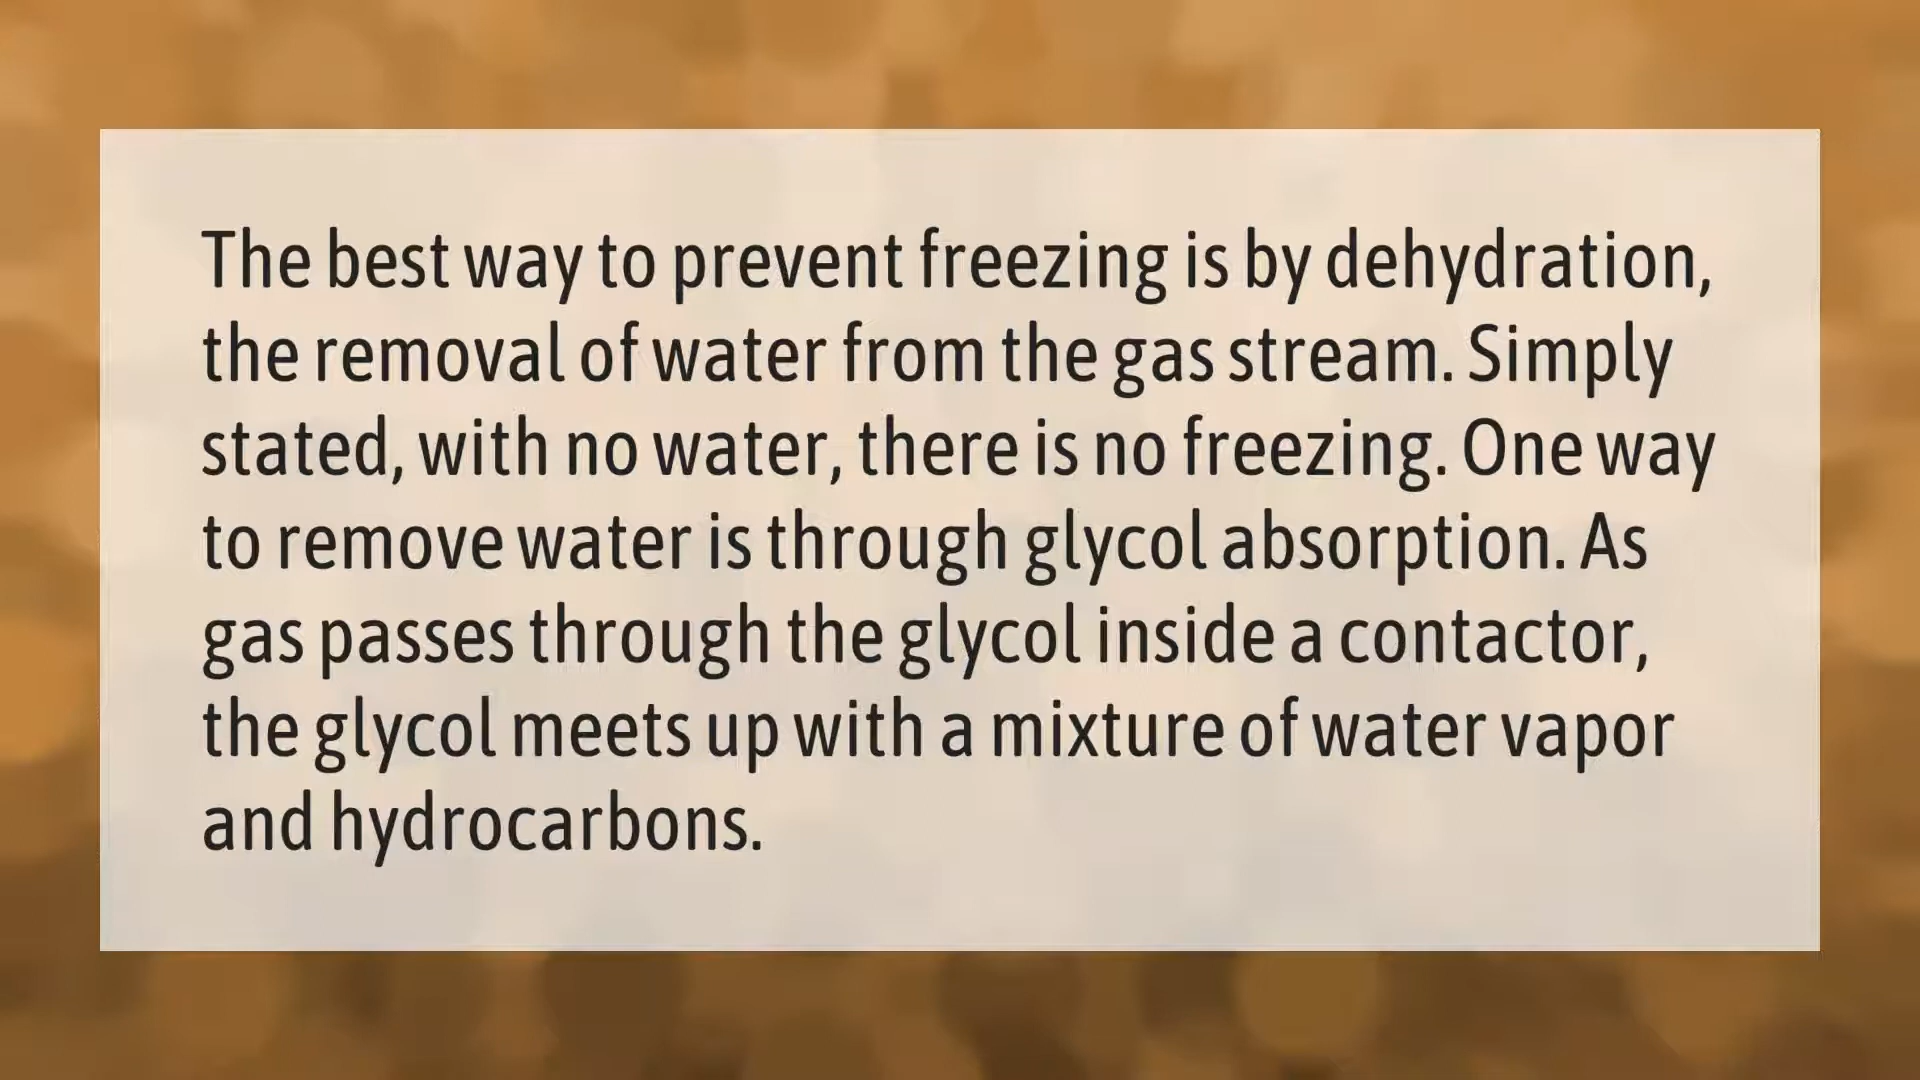 The best way to prevent freezing is by dehydration,
the removal of water from the gas stream. Simply
stated, with no water, there is no freezing. One way
to remove water is through glycol absorption. As
gas passes through the glycol inside a contactor,
the glycol meets up with a mixture of water vapor
and hydrocarbons.